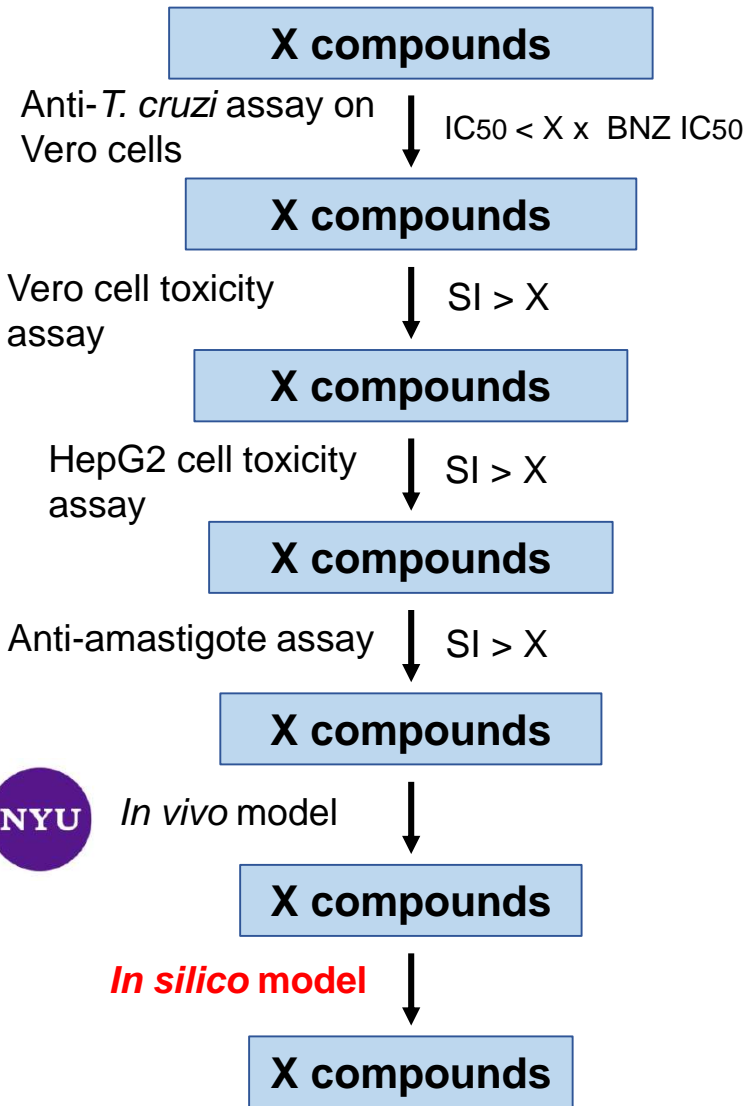 X compounds
Anti-T. cruzi assay on
Vero cells
IC50 < X x BNZ IC50
X compounds
Vero cell toxicity
assay
SI > X
X compounds
HepG2 cell toxicity
assay
SI > X
X compounds
Anti-amastigote assay
SI > X
X compounds
NYU
In vivo model
X compounds
In silico model
X compounds